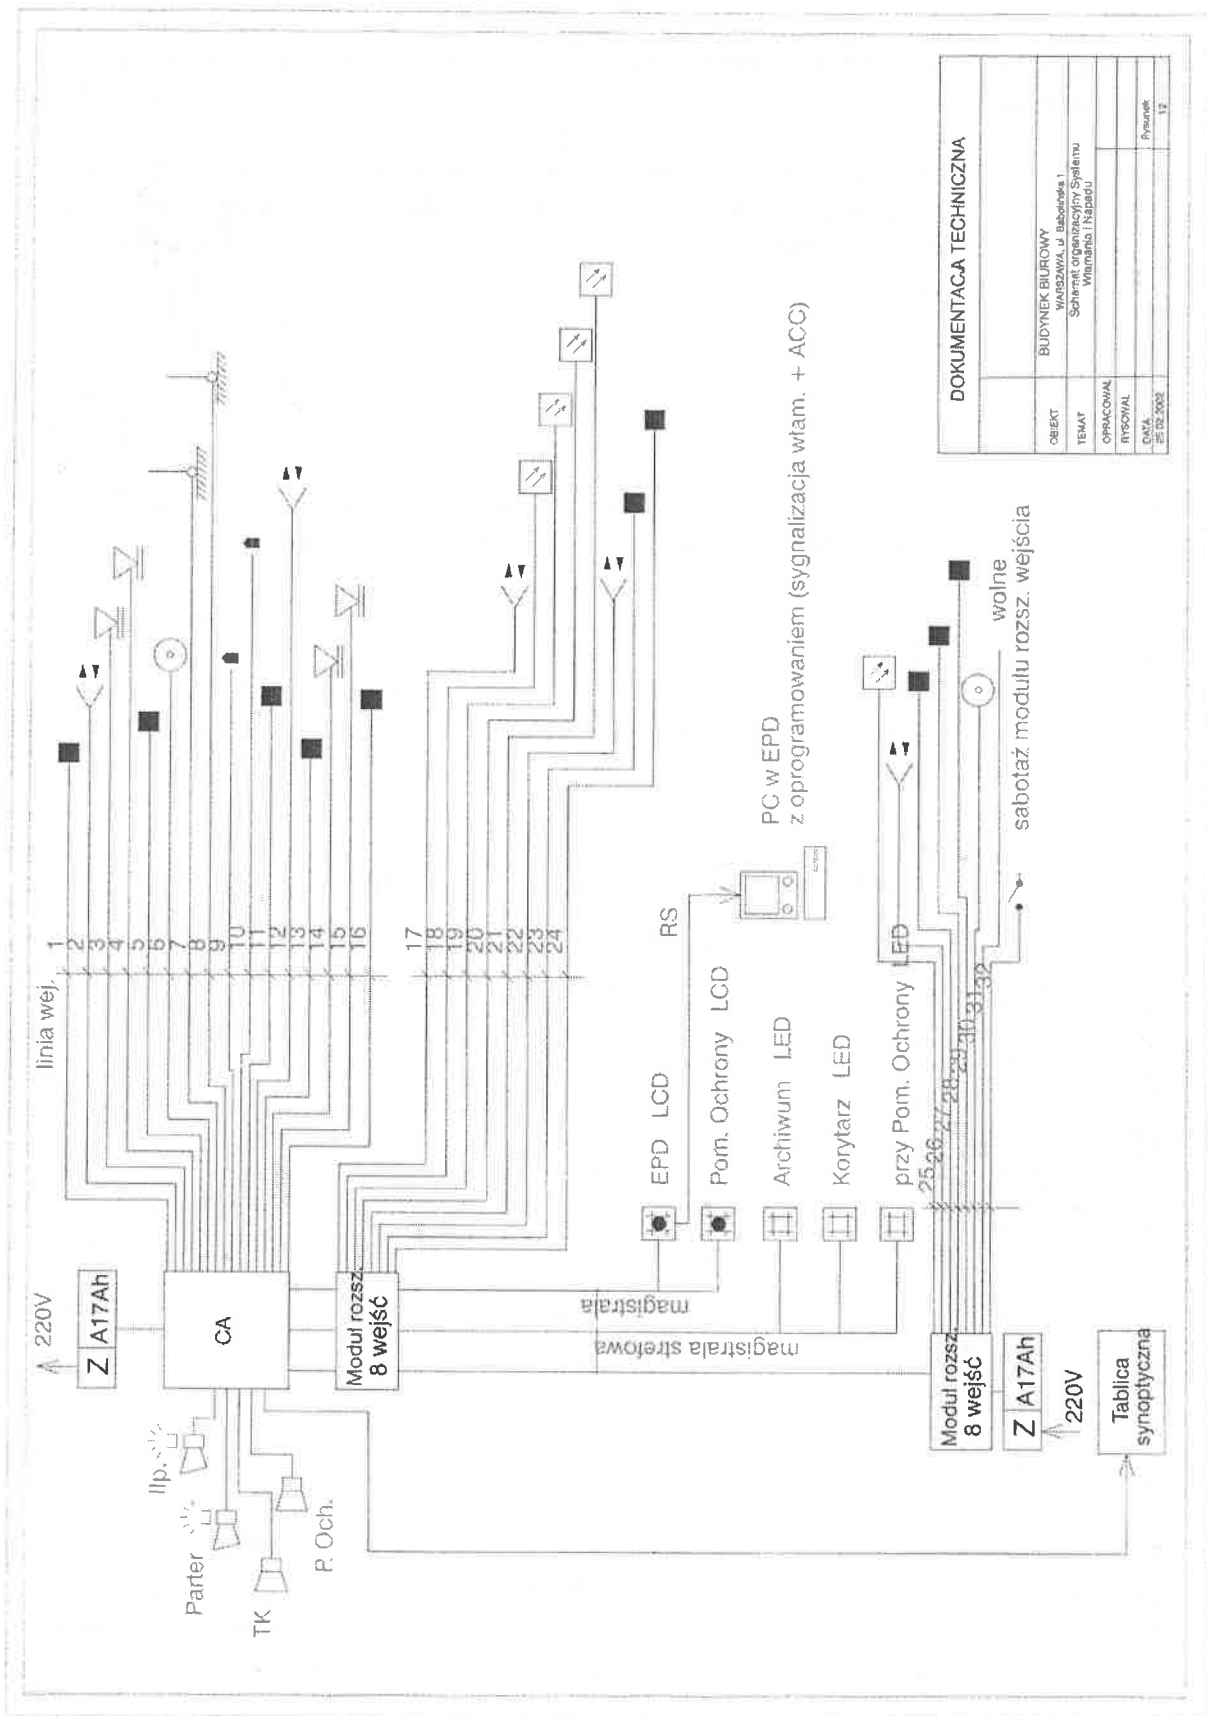 220V
Z A17Ah
CA
Moduł rozsz.
8 wejść
IIp.
Parter
TK
P. Och.
linia wej.
1
2
3
4
5
6
7
8
9
10
11
12
13
14
15
16
17
18
19
20
21
22
23
24
magistrala
magistrala strefowa
EPD LCD
Pom. Ochrony LCD
Archiwum LED
Korytarz LED
przy Pom. Ochrony LED
RS
PC w EPD
z oprogramowaniem (sygnalizacja włam. + ACC)
25
26
27
28
29
30
31
32
wolne
sabotaż modułu rozsz. wejścia
Moduł rozsz.
8 wejść
Z A17Ah
220V
Tablica
synoptyczna
DOKUMENTACA TECHNICZNA
OBIEKT
BUDYNEK BIUROWY
WARSZAWA, ul. 1
TEMAT
Schemat organizacyjny Systemu
Włamania i Napadu
OPRACOWAŁ
RYSOWAŁ
DATA
25.02.2002
Rysunek
12